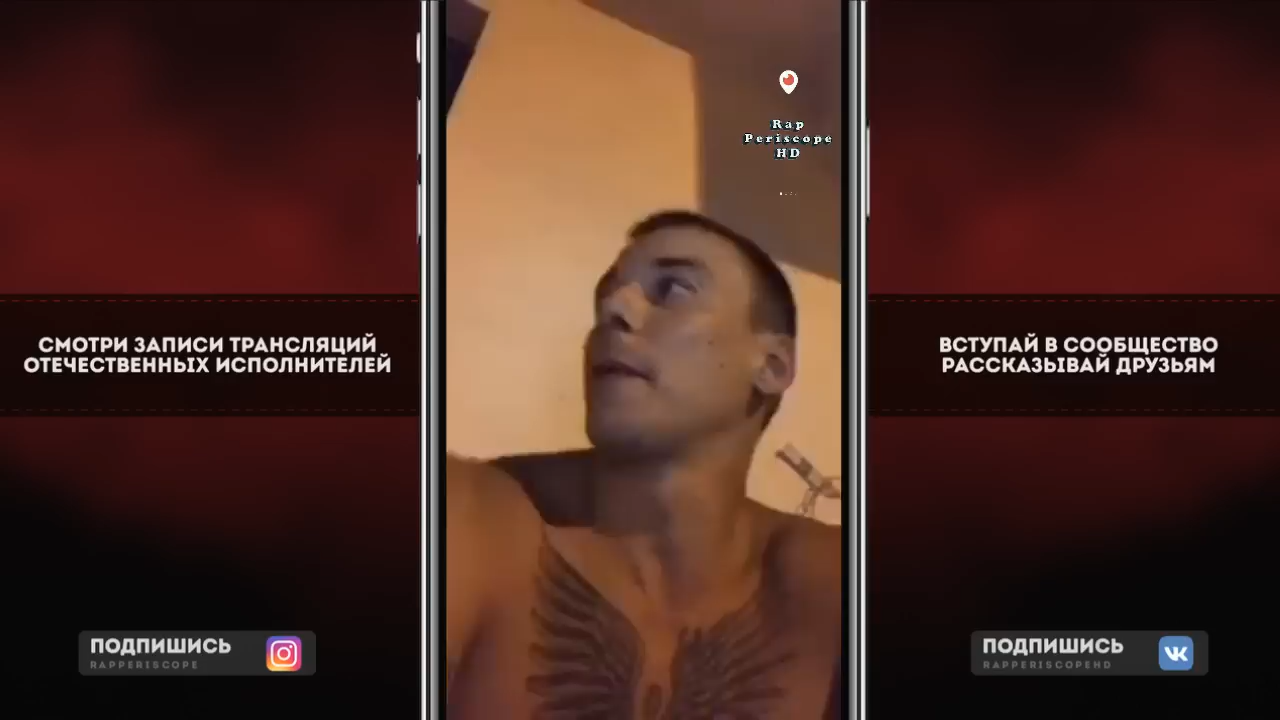 Rap
Periscope
HD
СМОТРИ ЗАПИСИ ТРАНСЛЯЦИЙ
ОТЕЧЕСТВЕННЫХ ИСПОЛНИТЕЛЕЙ
ВСТУПАЙ В СООБЩЕСТВО
РАССКАЗЫВАЙ ДРУЗЬЯМ
ПОДПИШИСЬ
RAPPERISCOPE
ПОДПИШИСЬ
RAPPERISCOPEHD